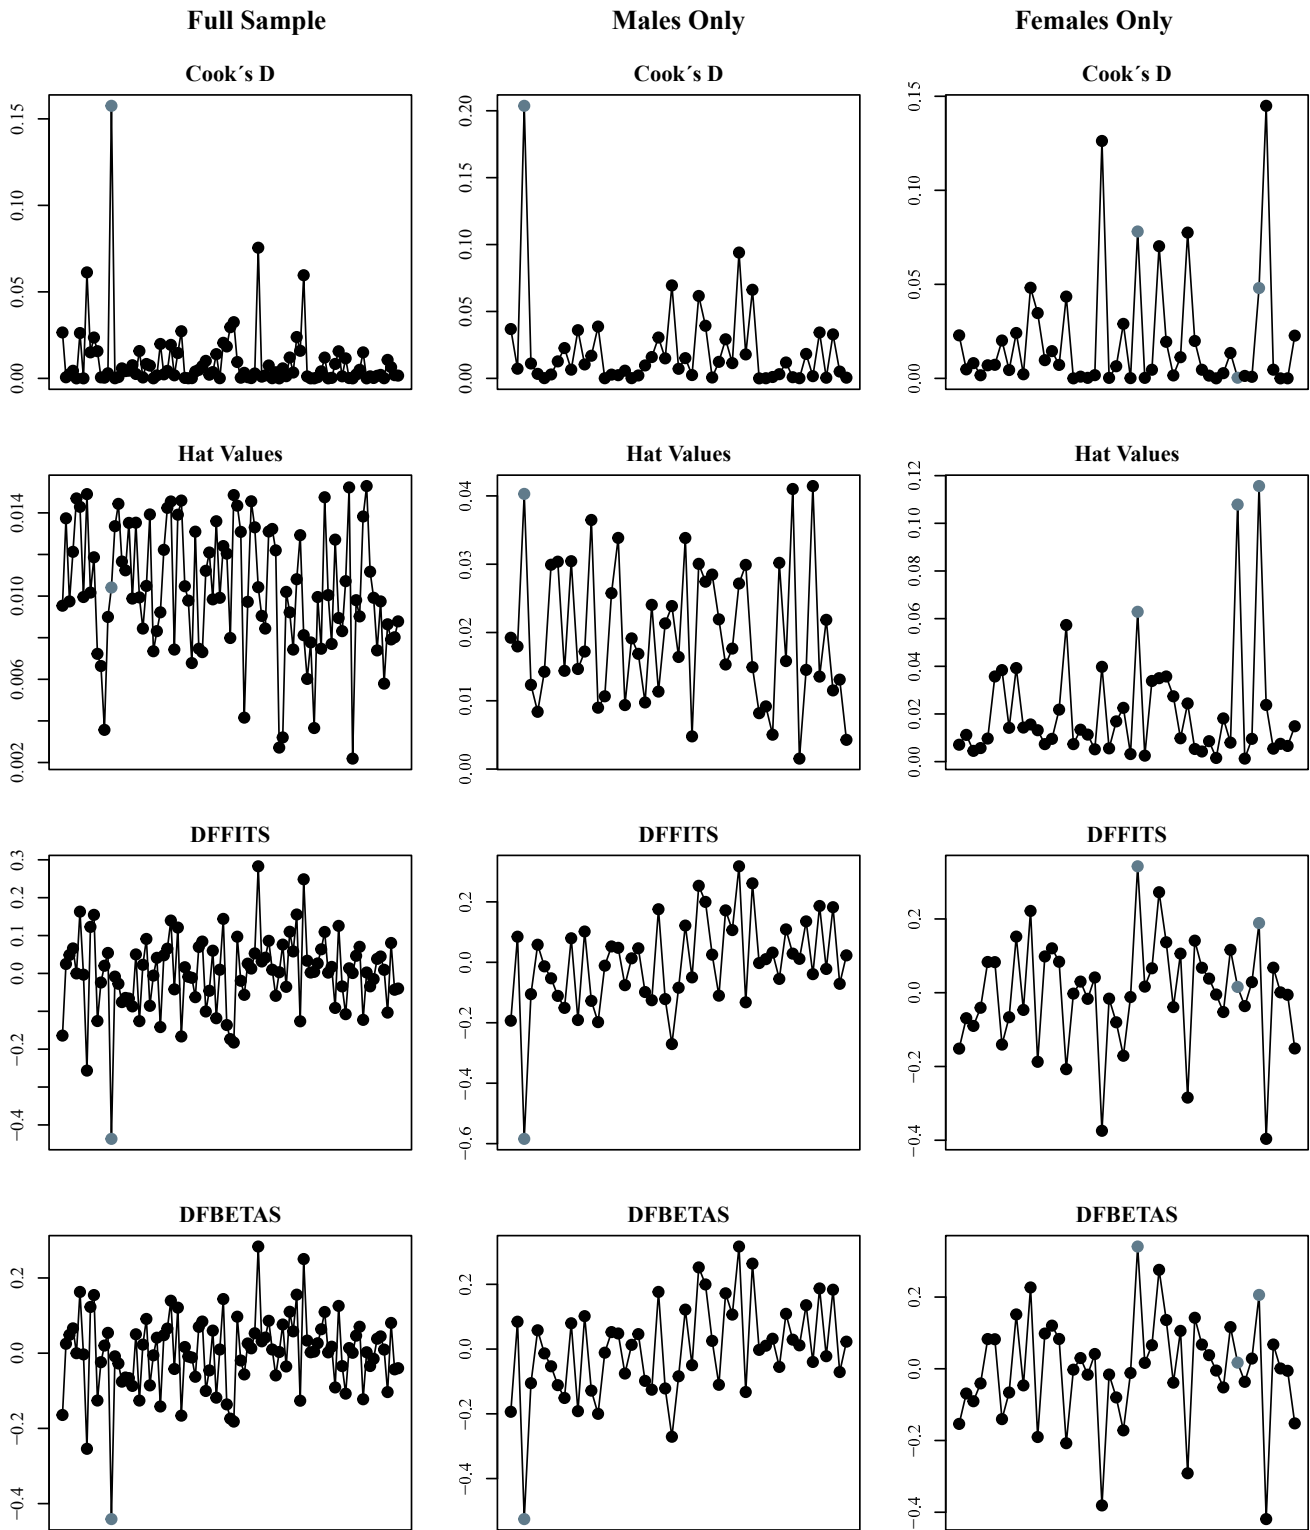 Full Sample Males Only Females Only
Cook´s D Cook´s D Cook´s D
0.15 0.10 0.05 0.00
0.20 0.15 0.10 0.05 0.00
0.15 0.10 0.05 0.00
Hat Values Hat Values Hat Values
0.014 0.010 0.006 0.002
0.04 0.03 0.02 0.01 0.00
0.12 0.10 0.08 0.06 0.04 0.02 0.00
DFFITS DFFITS DFFITS
0.3 0.2 0.1 0.0 −0.2 −0.4
0.2 0.0 −0.2 −0.4 −0.6
0.2 0.0 −0.2 −0.4
DFBETAS DFBETAS DFBETAS
0.2 0.0 −0.2 −0.4
0.2 0.0 −0.2 −0.4
0.2 0.0 −0.2 −0.4